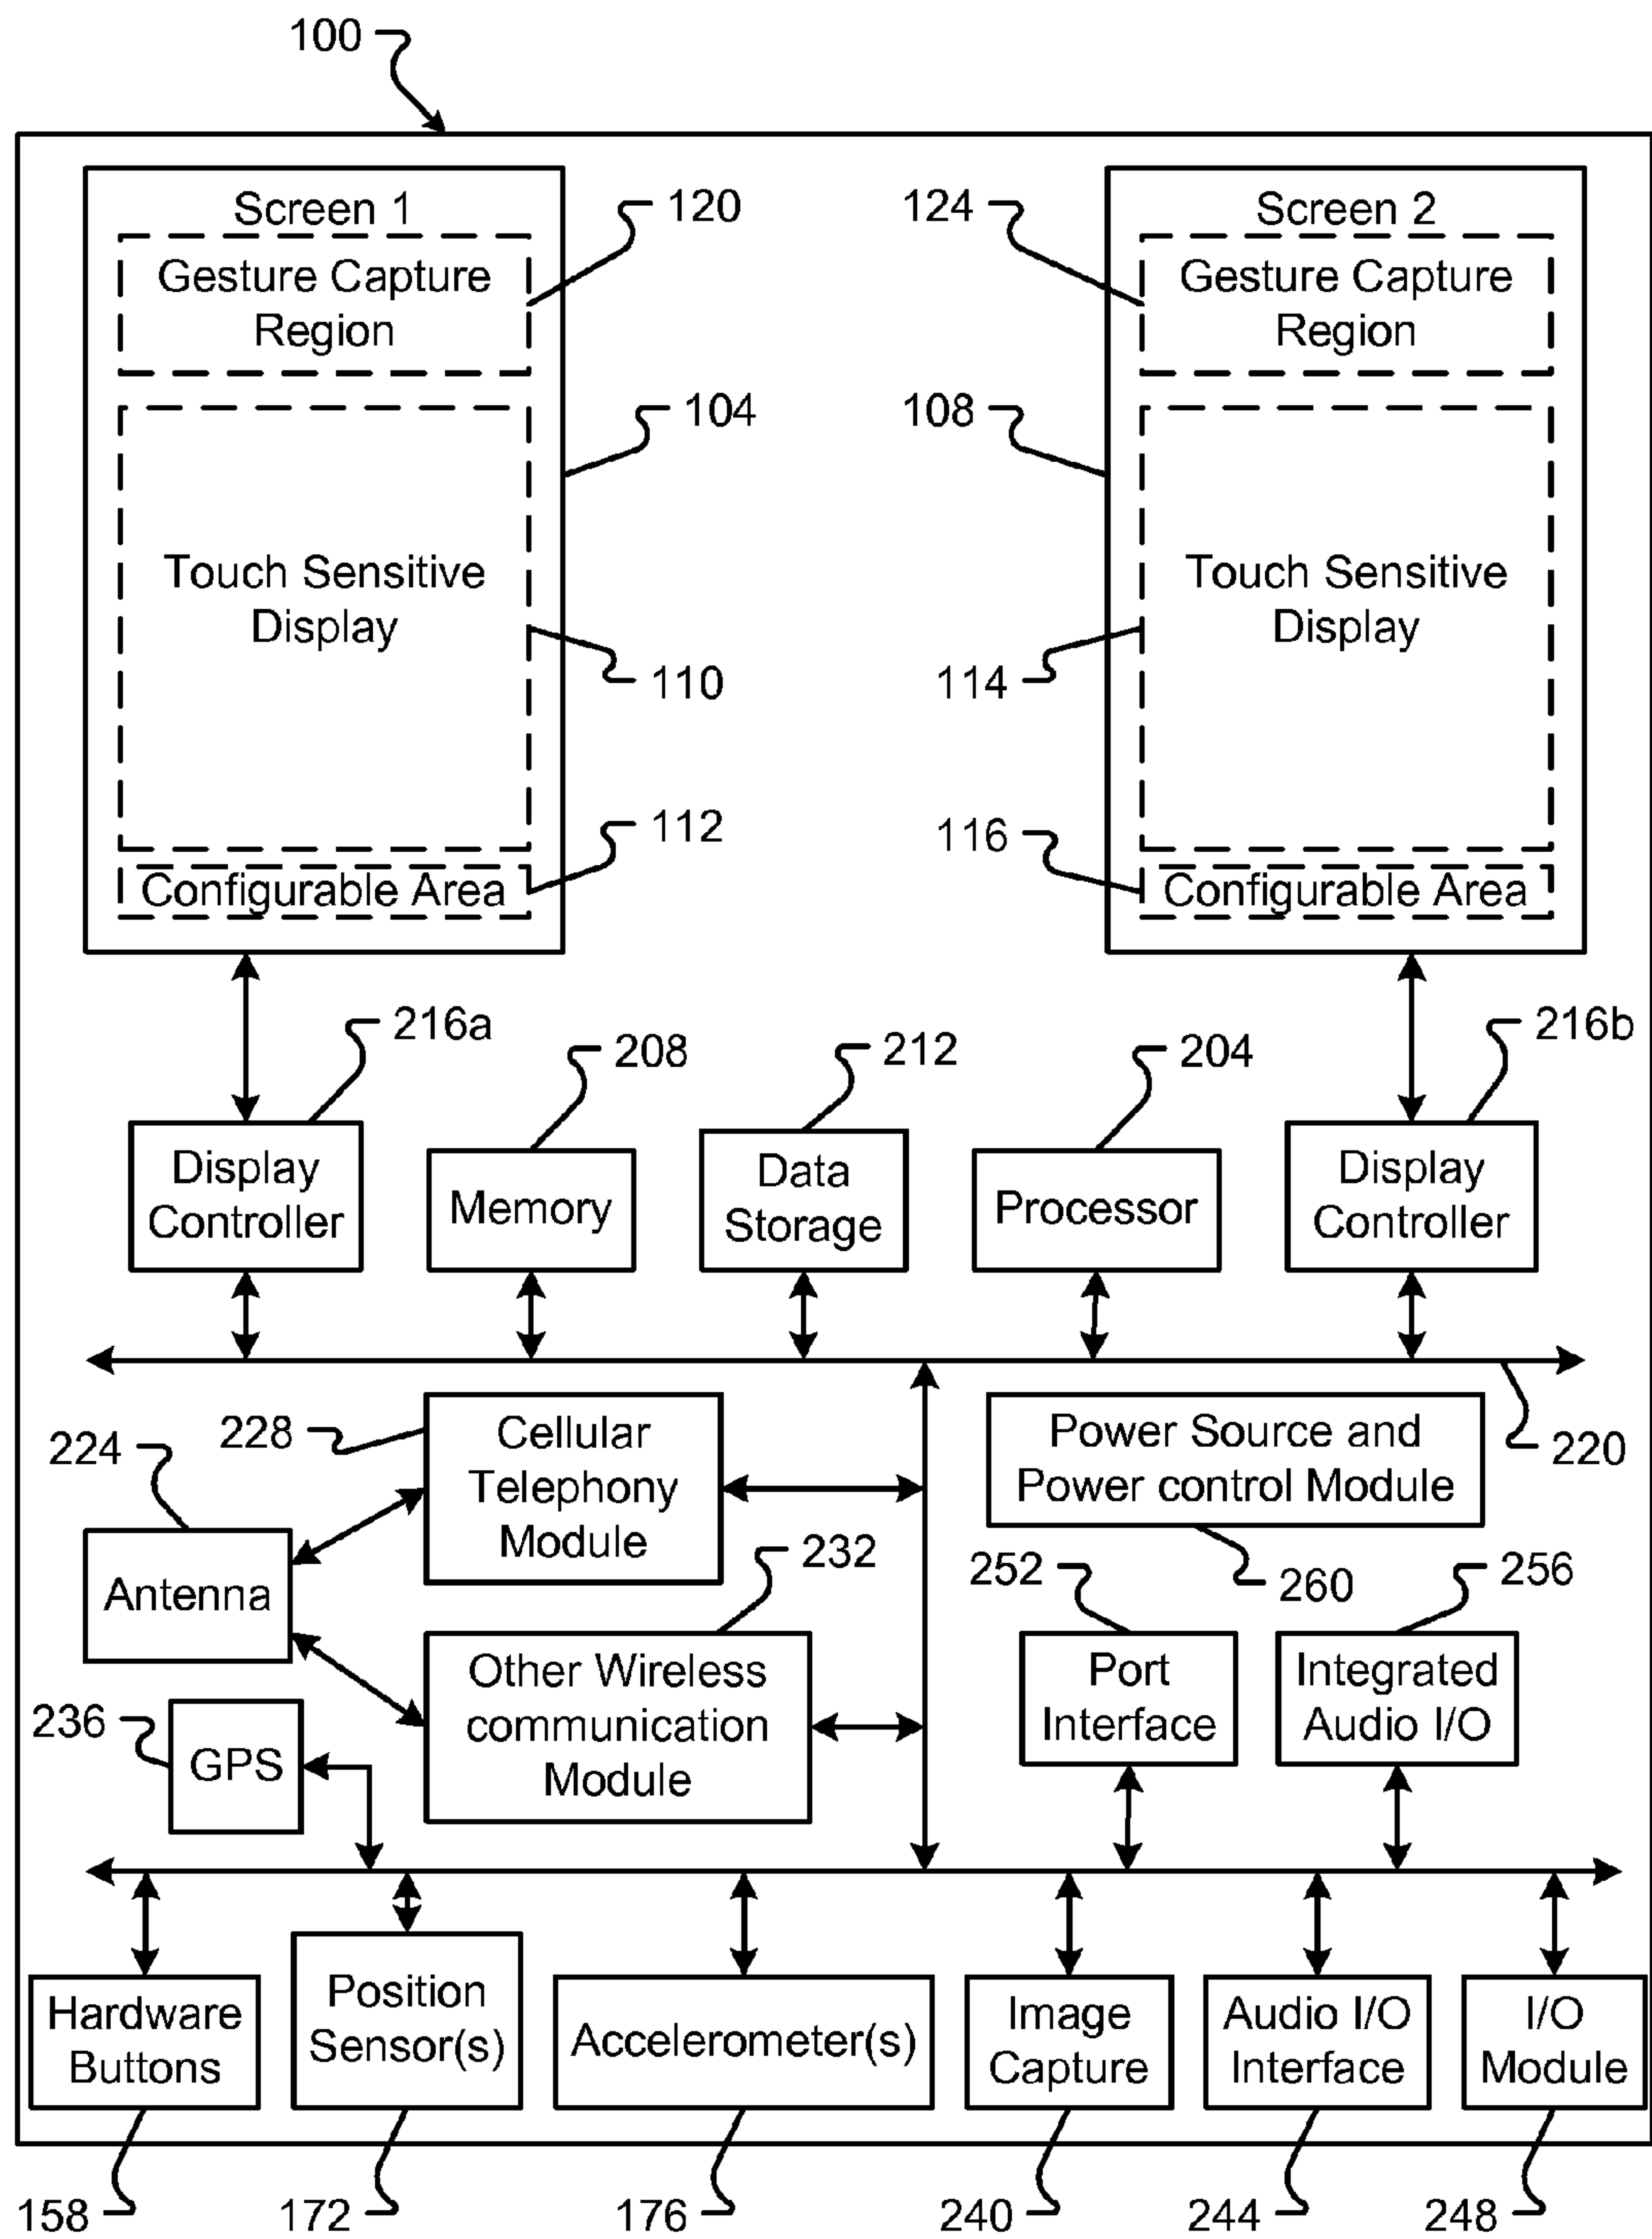 100
Screen 1
120
124
Screen 2
Gesture Capture
Region
Gesture Capture
Region
104
108
Touch Sensitive
Display
Touch Sensitive
Display
110
114
112
116
Configurable Area
Configurable Area
216a
208
212
204
216b
Display
Controller
Memory
Data
Storage
Processor
Display
Controller
220
224
228
Cellular
Telephony
Module
Power Source and
Power control Module
260
Antenna
232
252
256
Other Wireless
communication
Module
Port
Interface
Integrated
Audio I/O
236
GPS
Hardware
Buttons
Position
Sensor(s)
Accelerometer(s)
Image
Capture
Audio I/O
Interface
I/O
Module
158
172
176
240
244
248